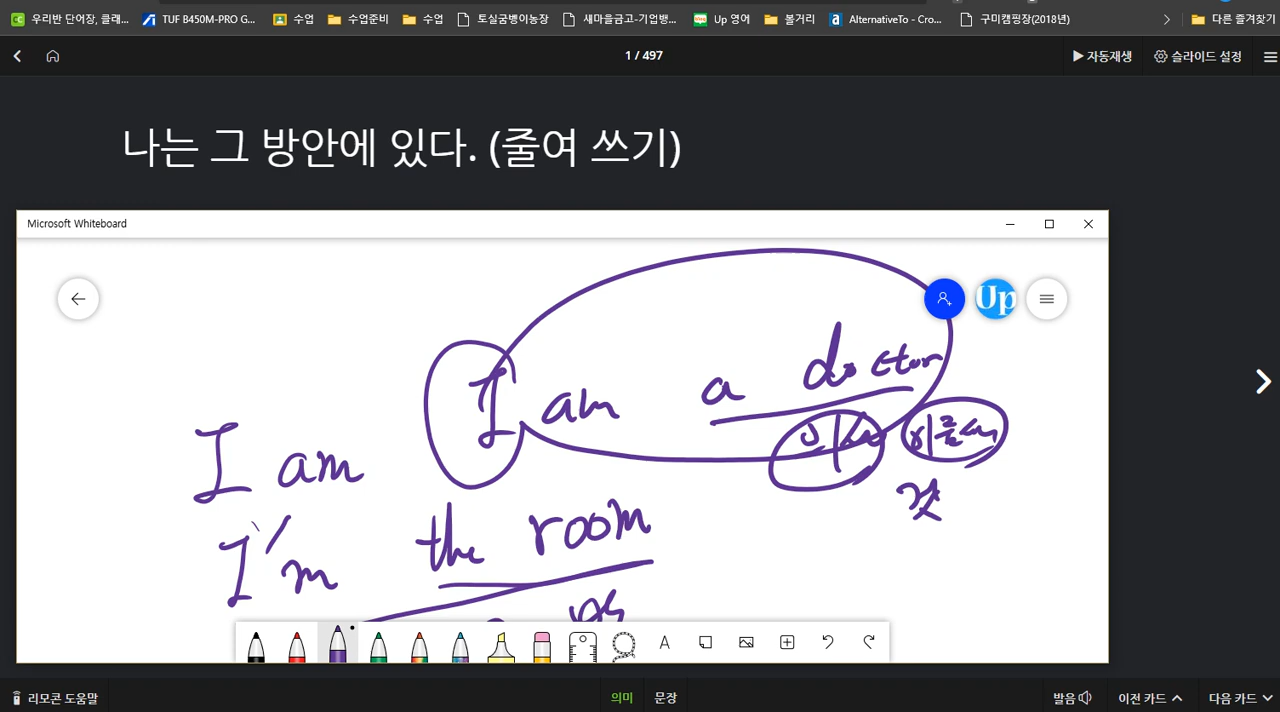 우리반 단어장, 클래... TUF B450M-PRO G... 수업 수업준비 수업 토실굼벵이농장 새마을금고-기업뱅... Up 영어 볼거리 AlternativeTo - Cro... 구미캠핑장(2018년) 다른 즐겨찾기
1 / 497 자동재생 슬라이드 설정
나는 그 방안에 있다. (줄여 쓰기)
Microsoft Whiteboard
Up
I am a doctor
I am
것
I'm the room
리모콘 도움말 의미 문장 발음 이전 카드 다음 카드